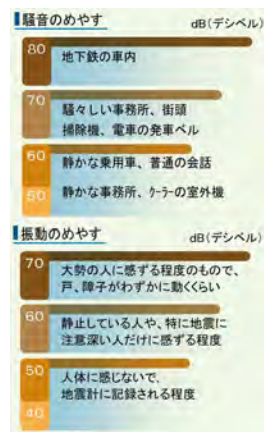 騒音のめやす dB(デシベル)
80
地下鉄の車内
70
騒々しい事務所、街頭
掃除機、電車の発車ベル
60
静かな乗用車、普通の会話
50
静かな事務所、クーラーの室外機
振動のめやす dB(デシベル)
70
大勢の人に感ずる程度のもので、
戸、障子がわずかに動くくらい
60
静止している人や、特に地震に
注意深い人だけに感ずる程度
50
人体に感じないで、
地震計に記録される程度
40